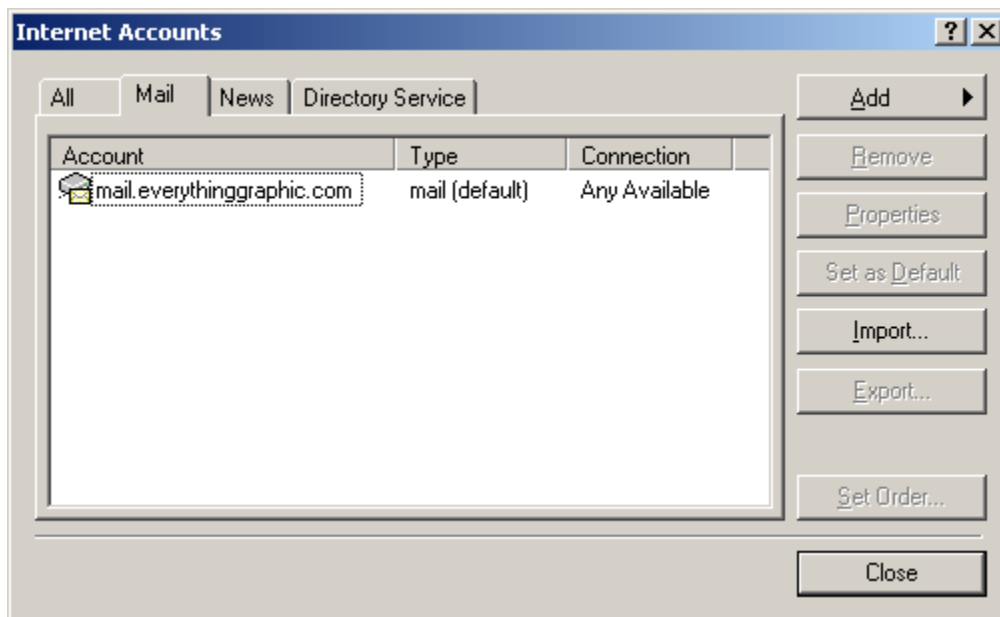 Internet Accounts
All Mail News Directory Service
Account Type Connection
mail.everythinggraphic.com mail (default) Any Available
Add
Remove
Properties
Set as Default
Import...
Export...
Set Order...
Close